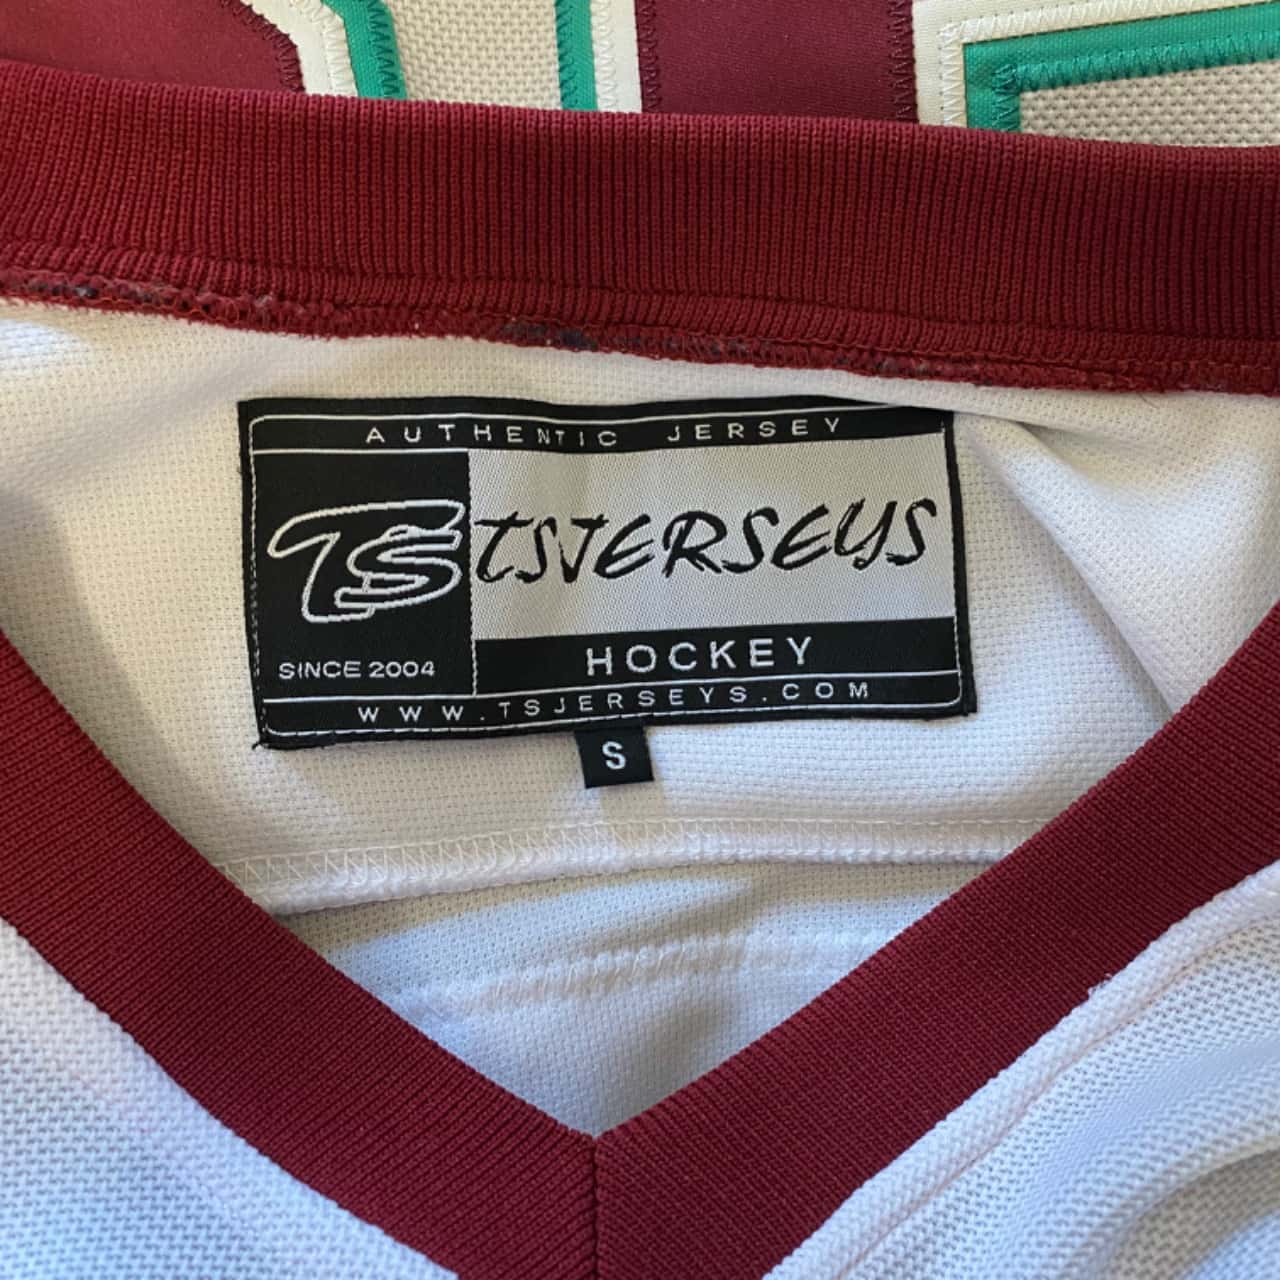 AUTHENTIC JERSEY
TS TSJERSEYS
SINCE 2004
HOCKEY
WWW.TSJERSEYS.COM
S